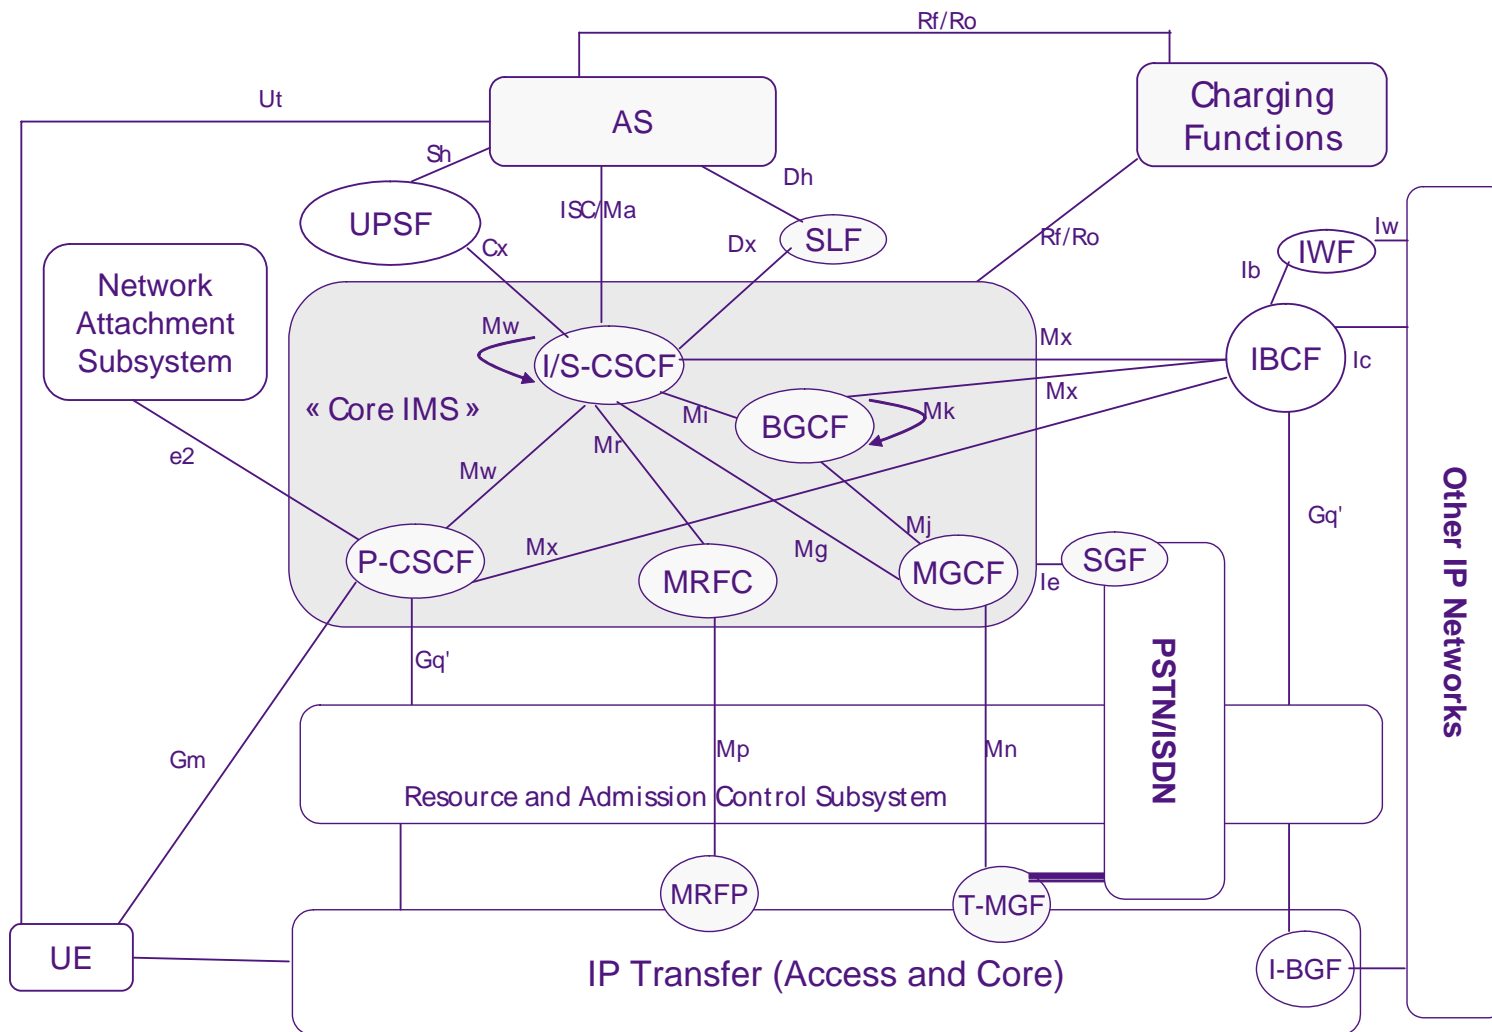 Rf/Ro
Charging
Functions
Ut
AS
Sh
Dh
UPSF
ISC/Ma
SLF
Cx
Dx
Rf/Ro
Iw
IWF
Ib
Network
Attachment
Subsystem
Mw
I/S-CSCF
Mx
IBCF
Ic
Mx
« Core IMS »
Mi
BGCF
Mk
e2
Mw
Mr
Other IP Networks
Gq'
Mj
Mx
Mg
P-CSCF
MRFC
MGCF
SGF
Ie
Gq'
PSTN/ISDN
Gm
Mp
Mn
Resource and Admission Control Subsystem
MRFP
T-MGF
UE
IP Transfer (Access and Core)
I-BGF